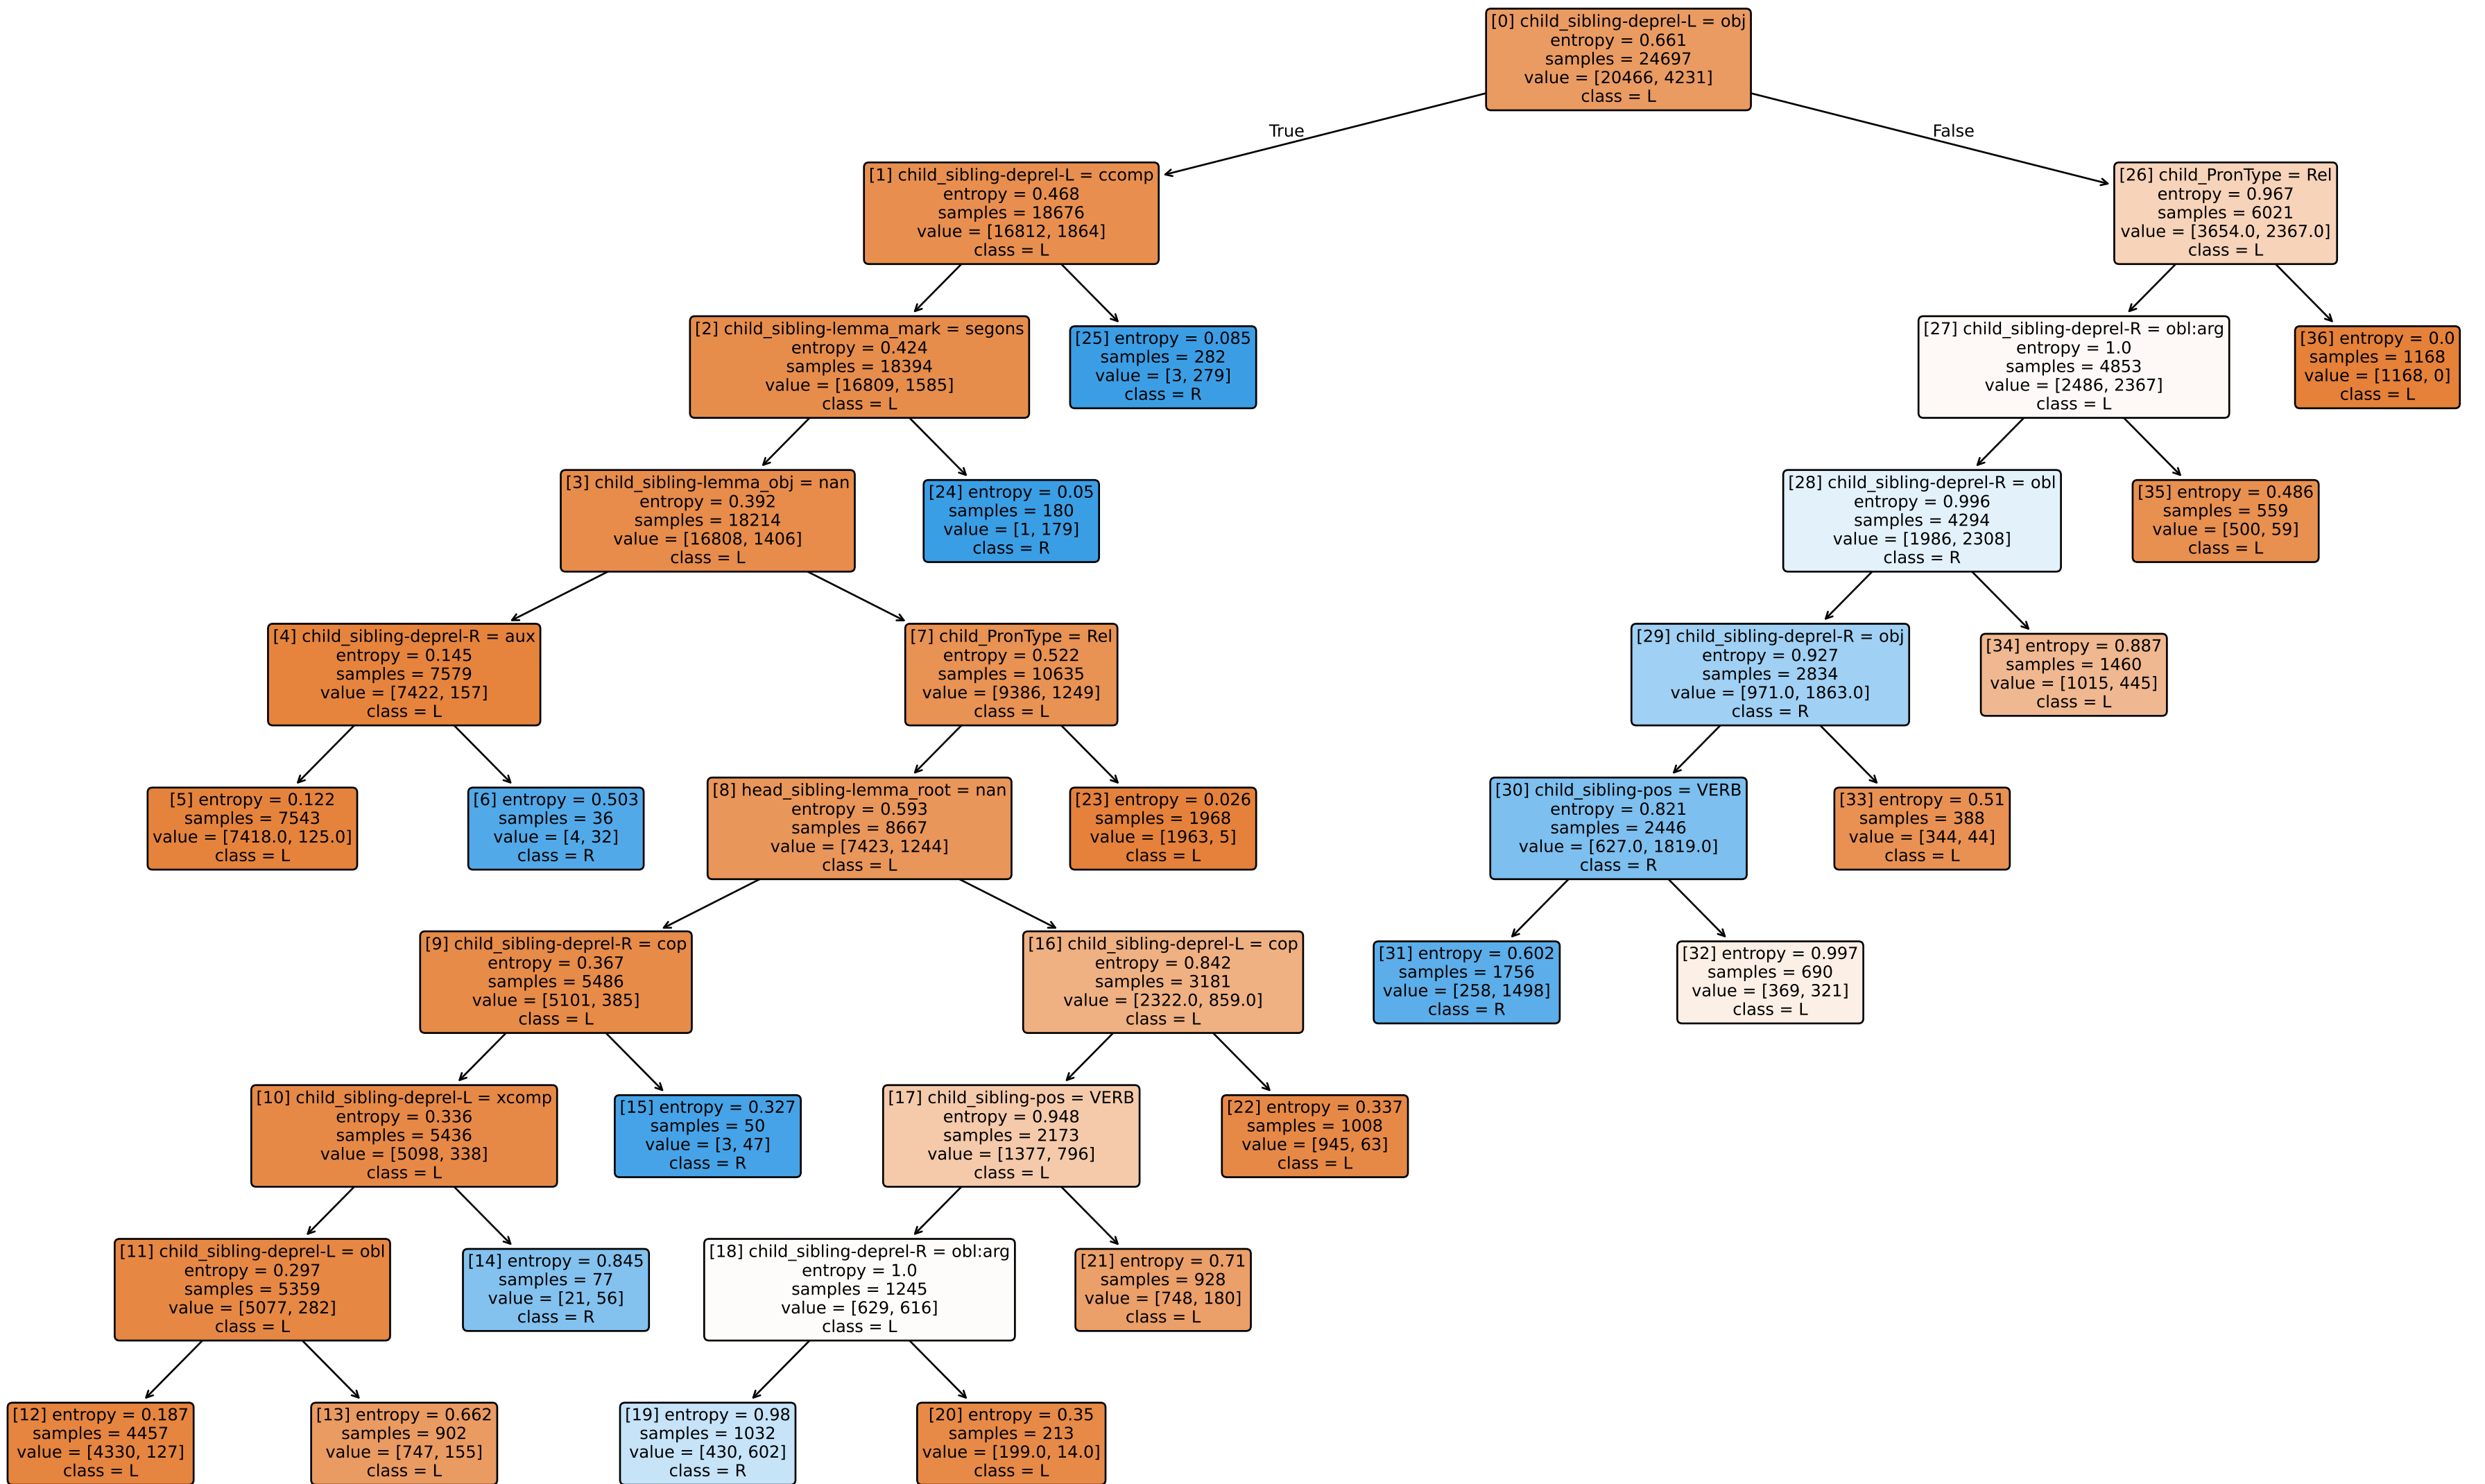 [0] child_sibling-deprel-L = obj
entropy = 0.661
samples = 24697
value = [20466, 4231]
class = L
True
False
[1] child_sibling-deprel-L = ccomp
entropy = 0.468
samples = 18676
value = [16812, 1864]
class = L
[26] child_PronType = Rel
entropy = 0.967
samples = 6021
value = [3654.0, 2367.0]
class = L
[2] child_sibling-lemma_mark = segons
entropy = 0.424
samples = 18394
value = [16809, 1585]
class = L
[25] entropy = 0.085
samples = 282
value = [3, 279]
class = R
[27] child_sibling-deprel-R = obl:arg
entropy = 1.0
samples = 4853
value = [2486, 2367]
class = L
[36] entropy = 0.0
samples = 1168
value = [1168, 0]
class = L
[3] child_sibling-lemma_obj = nan
entropy = 0.392
samples = 18214
value = [16808, 1406]
class = L
[24] entropy = 0.05
samples = 180
value = [1, 179]
class = R
[28] child_sibling-deprel-R = obl
entropy = 0.996
samples = 4294
value = [1986, 2308]
class = R
[35] entropy = 0.486
samples = 559
value = [500, 59]
class = L
[4] child_sibling-deprel-R = aux
entropy = 0.145
samples = 7579
value = [7422, 157]
class = L
[7] child_PronType = Rel
entropy = 0.522
samples = 10635
value = [9386, 1249]
class = L
[29] child_sibling-deprel-R = obj
entropy = 0.927
samples = 2834
value = [971.0, 1863.0]
class = R
[34] entropy = 0.887
samples = 1460
value = [1015, 445]
class = L
[5] entropy = 0.122
samples = 7543
value = [7418.0, 125.0]
class = L
[6] entropy = 0.503
samples = 36
value = [4, 32]
class = R
[8] head_sibling-lemma_root = nan
entropy = 0.593
samples = 8667
value = [7423, 1244]
class = L
[23] entropy = 0.026
samples = 1968
value = [1963, 5]
class = L
[30] child_sibling-pos = VERB
entropy = 0.821
samples = 2446
value = [627.0, 1819.0]
class = R
[33] entropy = 0.51
samples = 388
value = [344, 44]
class = L
[9] child_sibling-deprel-R = cop
entropy = 0.367
samples = 5486
value = [5101, 385]
class = L
[16] child_sibling-deprel-L = cop
entropy = 0.842
samples = 3181
value = [2322.0, 859.0]
class = L
[31] entropy = 0.602
samples = 1756
value = [258, 1498]
class = R
[32] entropy = 0.997
samples = 690
value = [369, 321]
class = L
[10] child_sibling-deprel-L = xcomp
entropy = 0.336
samples = 5436
value = [5098, 338]
class = L
[15] entropy = 0.327
samples = 50
value = [3, 47]
class = R
[17] child_sibling-pos = VERB
entropy = 0.948
samples = 2173
value = [1377, 796]
class = L
[22] entropy = 0.337
samples = 1008
value = [945, 63]
class = L
[11] child_sibling-deprel-L = obl
entropy = 0.297
samples = 5359
value = [5077, 282]
class = L
[14] entropy = 0.845
samples = 77
value = [21, 56]
class = R
[18] child_sibling-deprel-R = obl:arg
entropy = 1.0
samples = 1245
value = [629, 616]
class = L
[21] entropy = 0.71
samples = 928
value = [748, 180]
class = L
[12] entropy = 0.187
samples = 4457
value = [4330, 127]
class = L
[13] entropy = 0.662
samples = 902
value = [747, 155]
class = L
[19] entropy = 0.98
samples = 1032
value = [430, 602]
class = R
[20] entropy = 0.35
samples = 213
value = [199.0, 14.0]
class = L